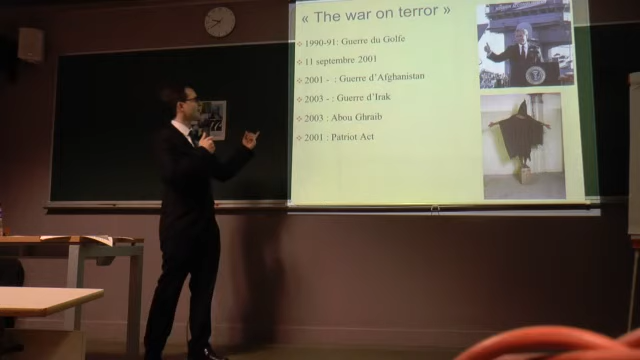 « The war on terror »
1990-91: Guerre du Golfe
11 septembre 2001
2001 - : Guerre d'Afghanistan
2003 - : Guerre d'Irak
2003 : Abou Ghraib
2001 : Patriot Act